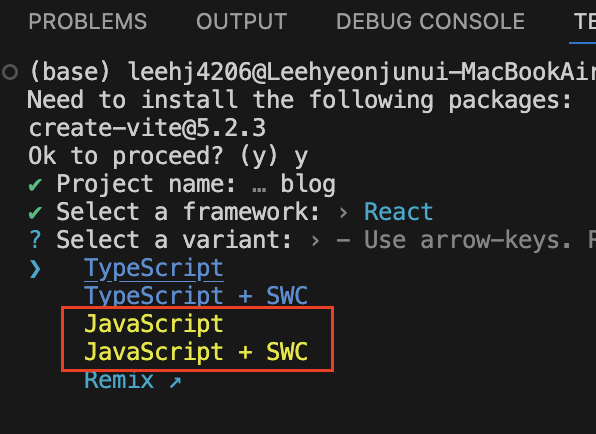 PROBLEMS OUTPUT DEBUG CONSOLE
(base) leehj4206@Leehyeonjunui-MacBookAir
Need to install the following packages:
create-vite@5.2.3
Ok to proceed? (y) y
✔ Project name: … blog
✔ Select a framework: › React
? Select a variant: › - Use arrow-keys.
❯ TypeScript
TypeScript + SWC
JavaScript
JavaScript + SWC
Remix ↗